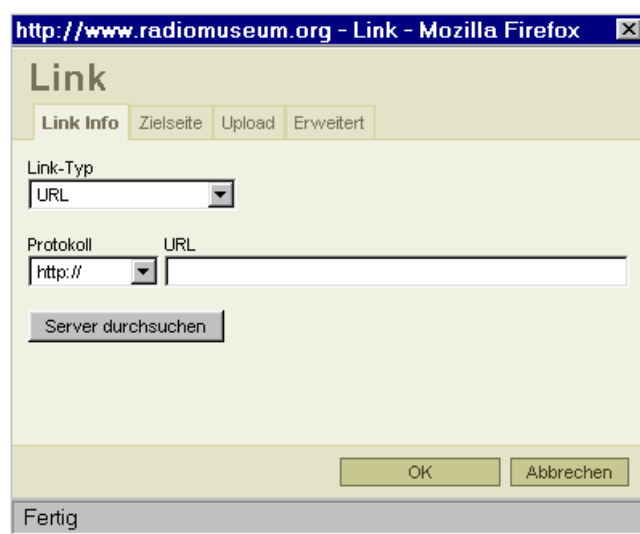 http://www.radiomuseum.org - Link - Mozilla Firefox
Link
Link Info Zielseite Upload Erweitert
Link-Typ
URL
Protokoll URL
http://
Server durchsuchen
OK Abbrechen
Fertig